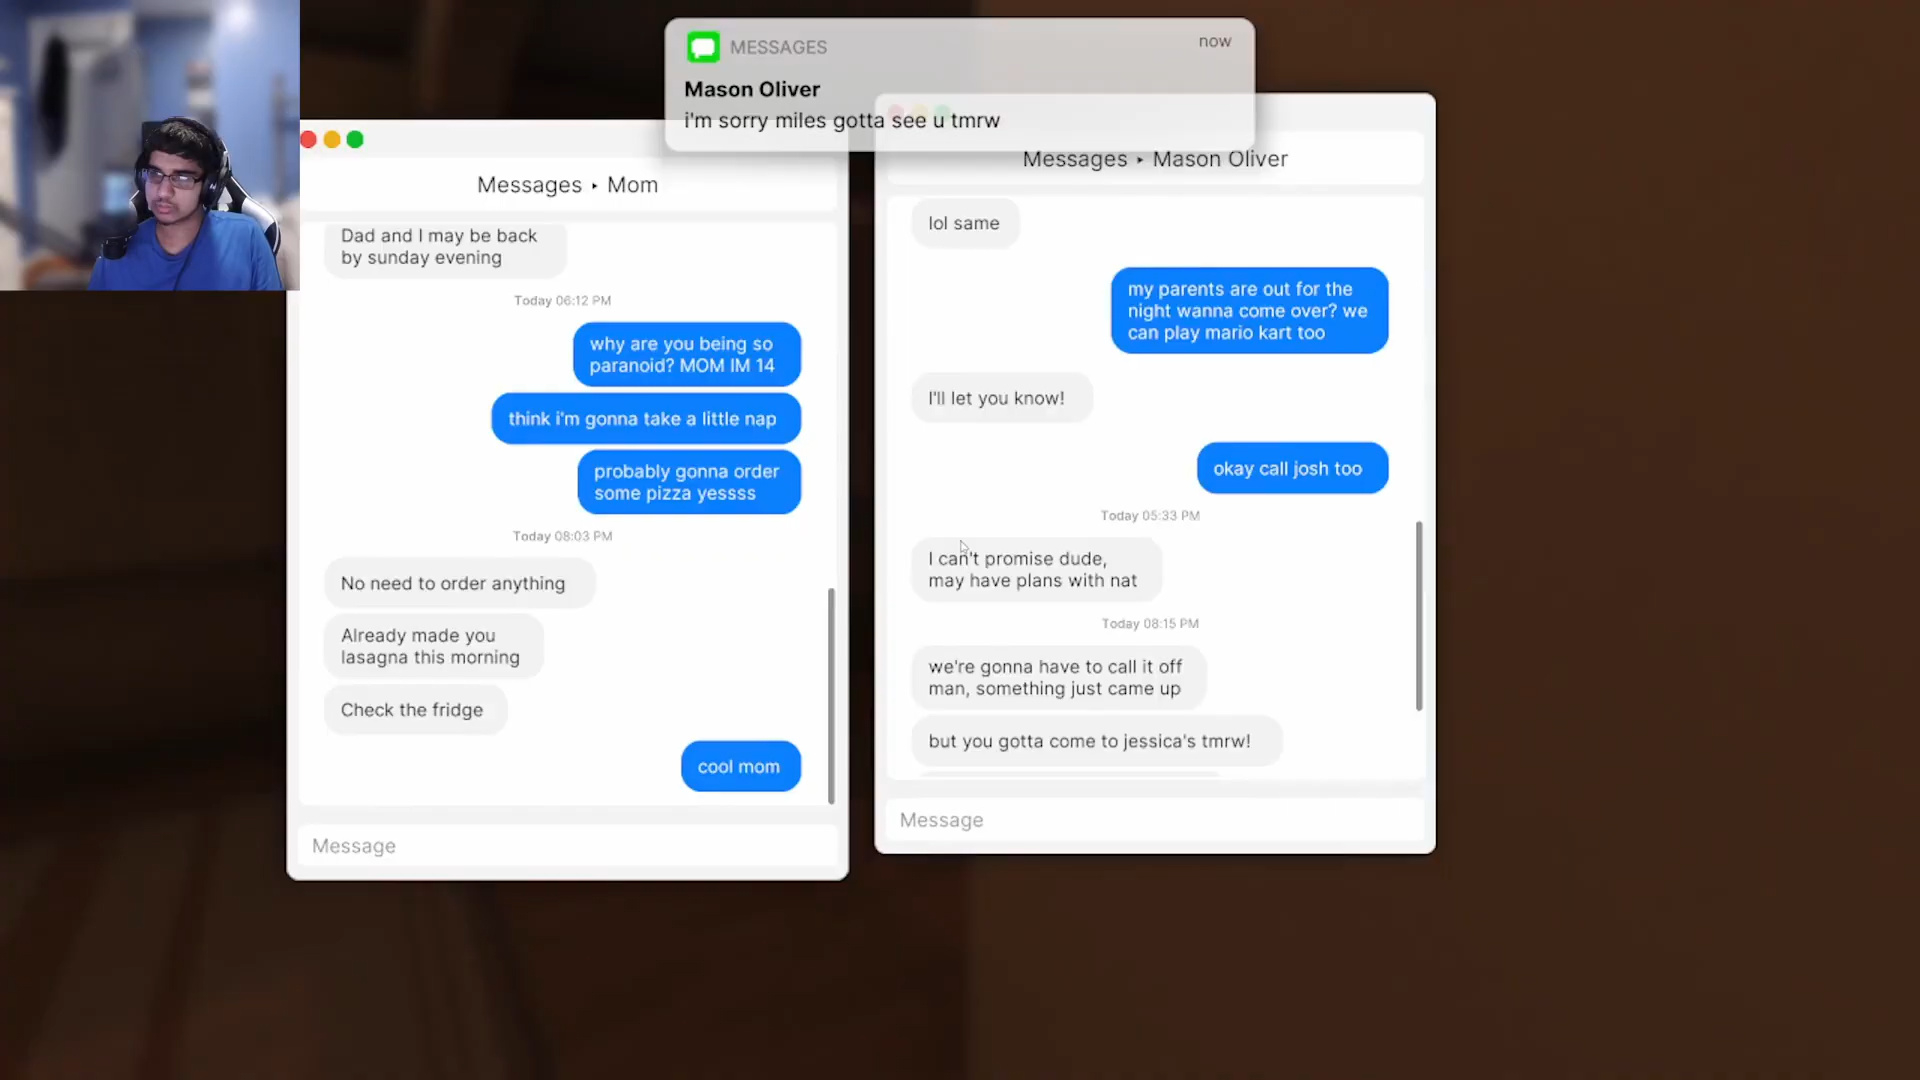 MESSAGES
now
Mason Oliver
i'm sorry miles gotta see u tmrw
Messages ‣ Mom
Dad and I may be back
by sunday evening
Today 06:12 PM
why are you being so
paranoid? MOM IM 14
think i'm gonna take a little nap
probably gonna order
some pizza yessss
Today 08:03 PM
No need to order anything
Already made you
lasagna this morning
Check the fridge
cool mom
Message
Messages ‣ Mason Oliver
lol same
my parents are out for the
night wanna come over? we
can play mario kart too
I'll let you know!
okay call josh too
Today 05:33 PM
I can't promise dude,
may have plans with nat
Today 08:15 PM
we're gonna have to call it off
man, something just came up
but you gotta come to jessica's tmrw!
Message